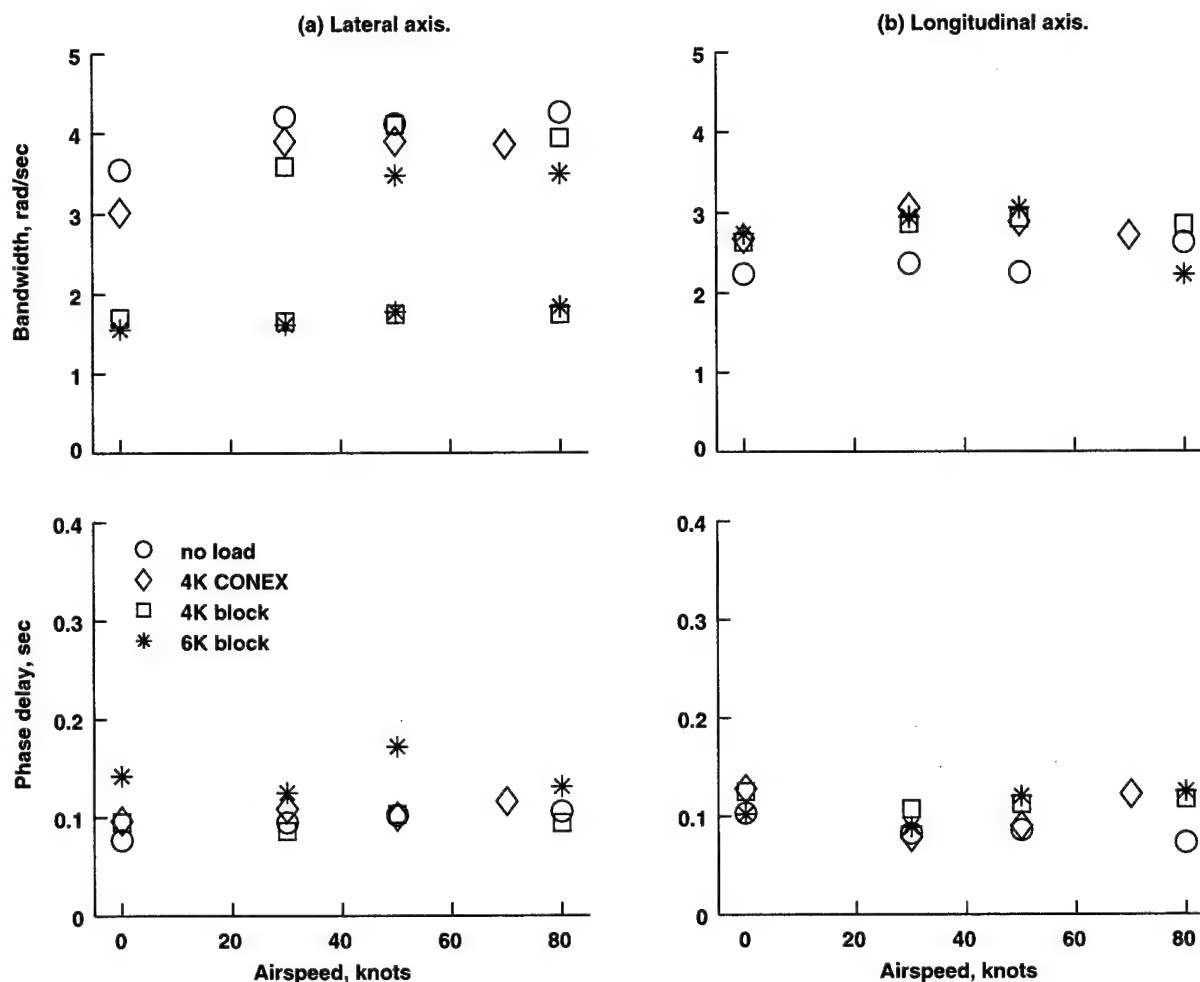 (a) Lateral axis.
(b) Longitudinal axis.
Bandwidth, rad/sec
5
4
3
2
1
0
5
4
3
2
1
0
Phase delay, sec
0.4
0.3
0.2
0.1
0
no load
4K CONEX
4K block
6K block
0 20 40 60 80
Airspeed, knots
0.4
0.3
0.2
0.1
0
0 20 40 60 80
Airspeed, knots